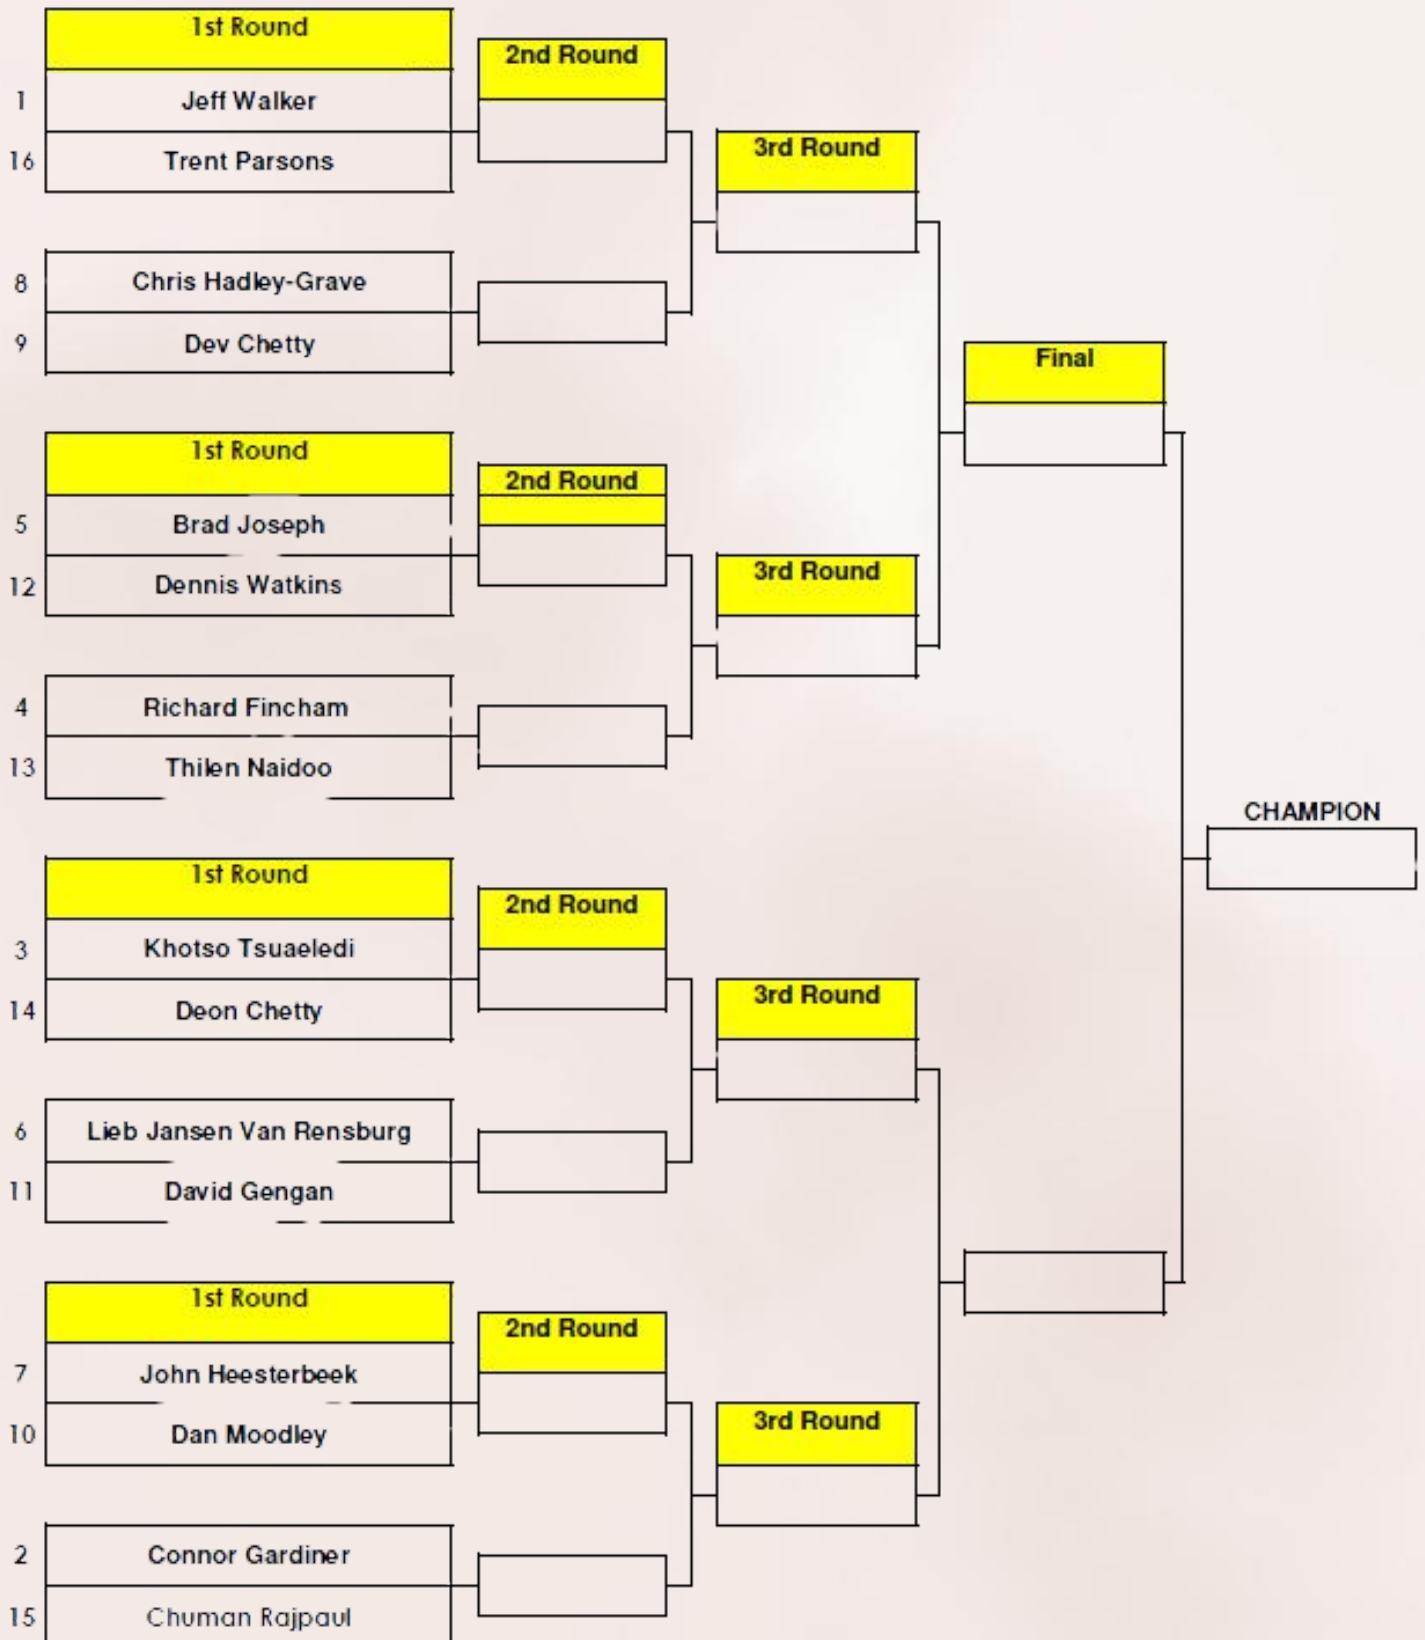 1st Round
2nd Round
1 Jeff Walker
3rd Round
16 Trent Parsons
8 Chris Hadley-Grave
9 Dev Chetty
Final
1st Round
2nd Round
5 Brad Joseph
3rd Round
12 Dennis Watkins
4 Richard Fincham
13 Thilen Naidoo
CHAMPION
1st Round
2nd Round
3 Khotso Tsuaeledi
3rd Round
14 Deon Chetty
6 Lieb Jansen Van Rensburg
11 David Gengan
1st Round
2nd Round
7 John Heesterbeek
3rd Round
10 Dan Moodley
2 Connor Gardiner
15 Chuman Rajpaul